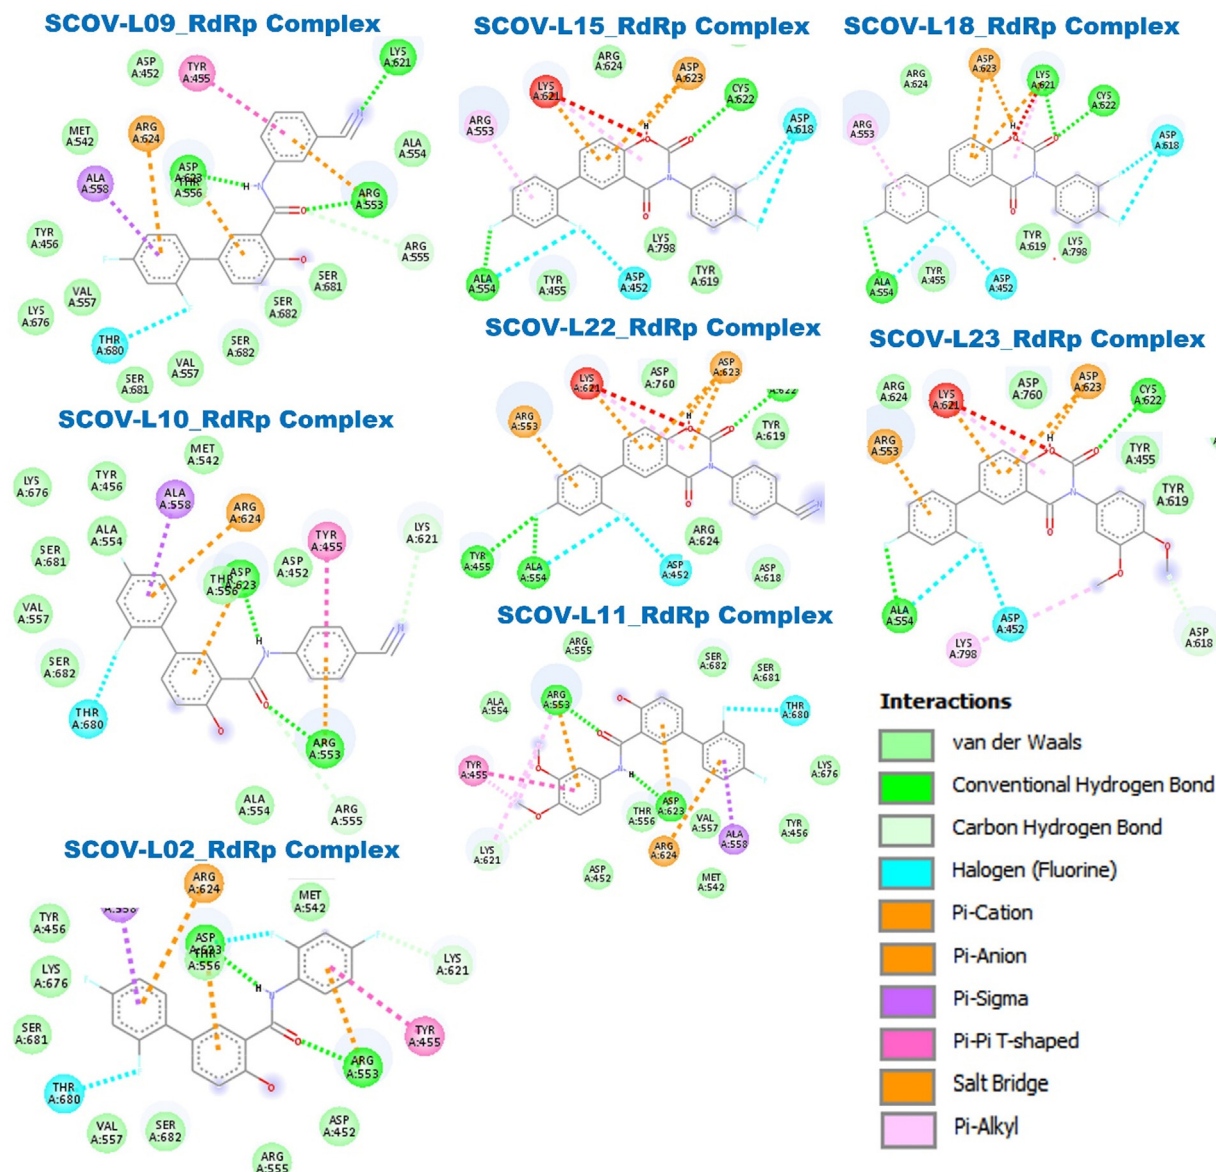 SCOV-L09_RdRp Complex
ASP
A:452
TYR
A:455
LYS
A:621
MET
A:542
ARG
A:624
ALA
A:554
ASP
A:623
THR
A:556
ALA
A:558
ARG
A:553
H
N
O
TYR
A:456
ARG
A:555
F
O
SER
A:681
VAL
A:557
LYS
A:676
SER
A:682
THR
A:680
SER
A:682
VAL
A:557
SER
A:681
SCOV-L15_RdRp Complex
ARG
A:624
ASP
A:623
LYS
A:621
CYS
A:622
ARG
A:553
ASP
A:618
H
O
O
N
O
LYS
A:798
ALA
A:554
TYR
A:455
ASP
A:452
TYR
A:619
SCOV-L18_RdRp Complex
ARG
A:624
ASP
A:623
LYS
A:621
CYS
A:622
ARG
A:553
ASP
A:618
H
O
O
N
O
TYR
A:619
LYS
A:798
ALA
A:554
TYR
A:455
ASP
A:452
SCOV-L10_RdRp Complex
MET
A:542
TYR
A:456
LYS
A:676
ALA
A:558
ARG
A:624
TYR
A:455
LYS
A:621
ALA
A:554
SER
A:681
ASP
A:452
ASP
A:623
THR
A:556
VAL
A:557
H
N
N
SER
A:682
O
O
THR
A:680
ARG
A:553
ALA
A:554
ARG
A:555
SCOV-L22_RdRp Complex
LYS
A:621
ASP
A:760
ASP
A:623
A:622
ARG
A:553
TYR
A:619
H
O
O
N
O
N
ARG
A:624
TYR
A:455
ALA
A:554
ASP
A:452
ASP
A:618
SCOV-L23_RdRp Complex
ARG
A:624
LYS
A:621
ASP
A:760
ASP
A:623
CYS
A:622
ARG
A:553
TYR
A:455
TYR
A:619
H
O
O
N
O
O
O
ALA
A:554
ASP
A:452
LYS
A:798
ASP
A:618
SCOV-L11_RdRp Complex
ARG
A:555
SER
A:682
SER
A:681
ALA
A:554
ARG
A:553
THR
A:680
O
O
TYR
A:455
O
N
H
LYS
A:676
O
THR
A:556
ASP
A:623
VAL
A:557
ALA
A:558
TYR
A:456
LYS
A:621
ARG
A:624
ASP
A:452
MET
A:542
SCOV-L02_RdRp Complex
ARG
A:624
MET
A:542
A:558
TYR
A:456
ASP
A:623
THR
A:556
LYS
A:621
LYS
A:676
H
N
SER
A:681
TYR
A:455
O
O
ARG
A:553
THR
A:680
VAL
A:557
SER
A:682
ASP
A:452
ARG
A:555
Interactions
van der Waals
Conventional Hydrogen Bond
Carbon Hydrogen Bond
Halogen (Fluorine)
Pi-Cation
Pi-Anion
Pi-Sigma
Pi-Pi T-shaped
Salt Bridge
Pi-Alkyl